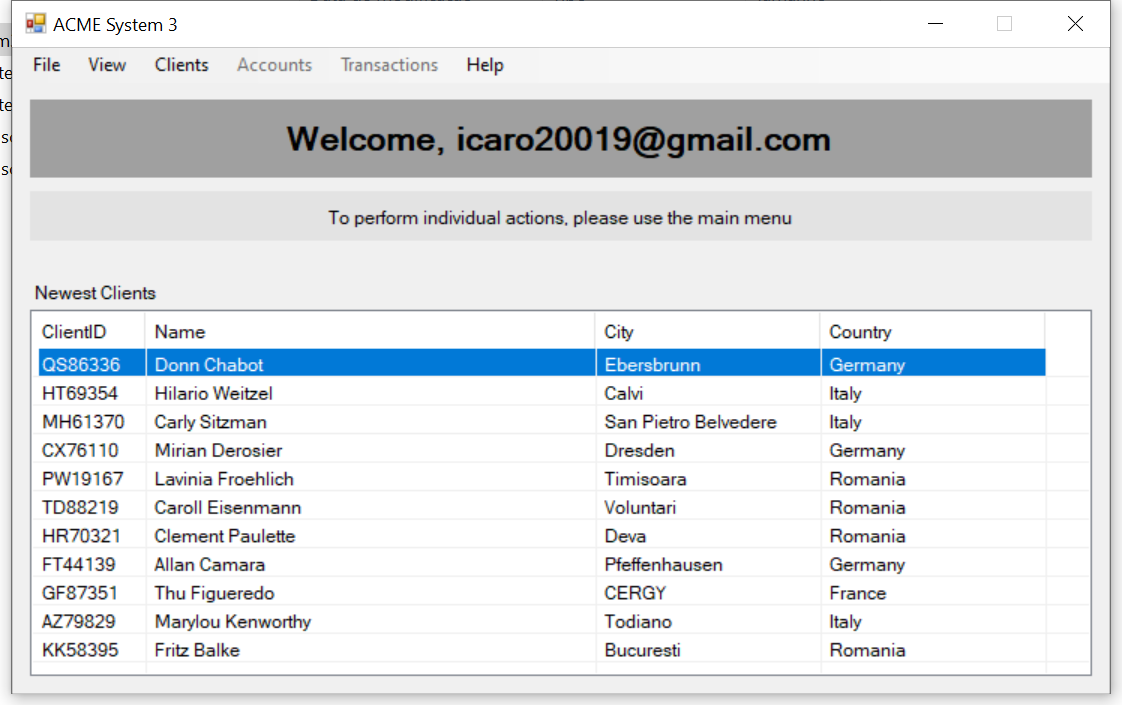 ACME System 3
File View Clients Accounts Transactions Help
Welcome, icaro20019@gmail.com
To perform individual actions, please use the main menu
Newest Clients
ClientID Name City Country
QS86336 Donn Chabot Ebersbrunn Germany
HT69354 Hilario Weitzel Calvi Italy
MH61370 Carly Sitzman San Pietro Belvedere Italy
CX76110 Mirian Derosier Dresden Germany
PW19167 Lavinia Froehlich Timisoara Romania
TD88219 Caroll Eisenmann Voluntari Romania
HR70321 Clement Paulette Deva Romania
FT44139 Allan Camara Pfeffenhausen Germany
GF87351 Thu Figueredo CERGY France
AZ79829 Marylou Kenworthy Todiano Italy
KK58395 Fritz Balke Bucuresti Romania